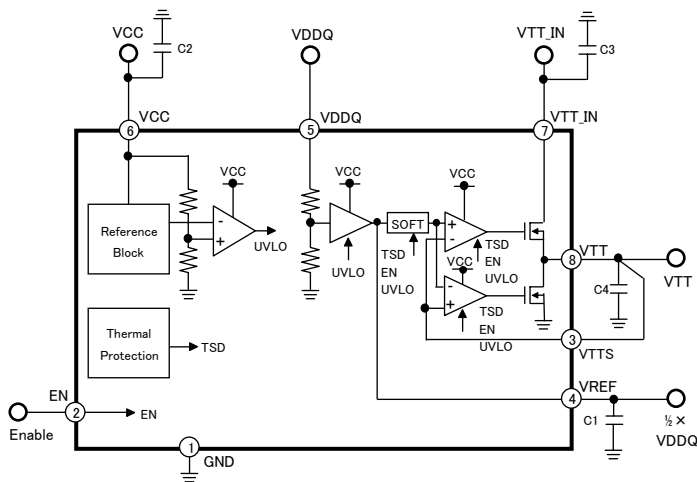 VCC
C2
VDDQ
VTT_IN
C3
6
VCC
5
VDDQ
7
VTT_IN
Reference
Block
VCC
-
+
UVLO
VCC
UVLO
SOFT
TSD
EN
UVLO
VCC
+
-
TSD
EN
UVLO
VCC
-
+
TSD
EN
UVLO
8
VTT
C4
VTT
3
VTTS
Thermal
Protection
TSD
EN
2
EN
Enable
VREF
4
C1
½ ×
VDDQ
1
GND